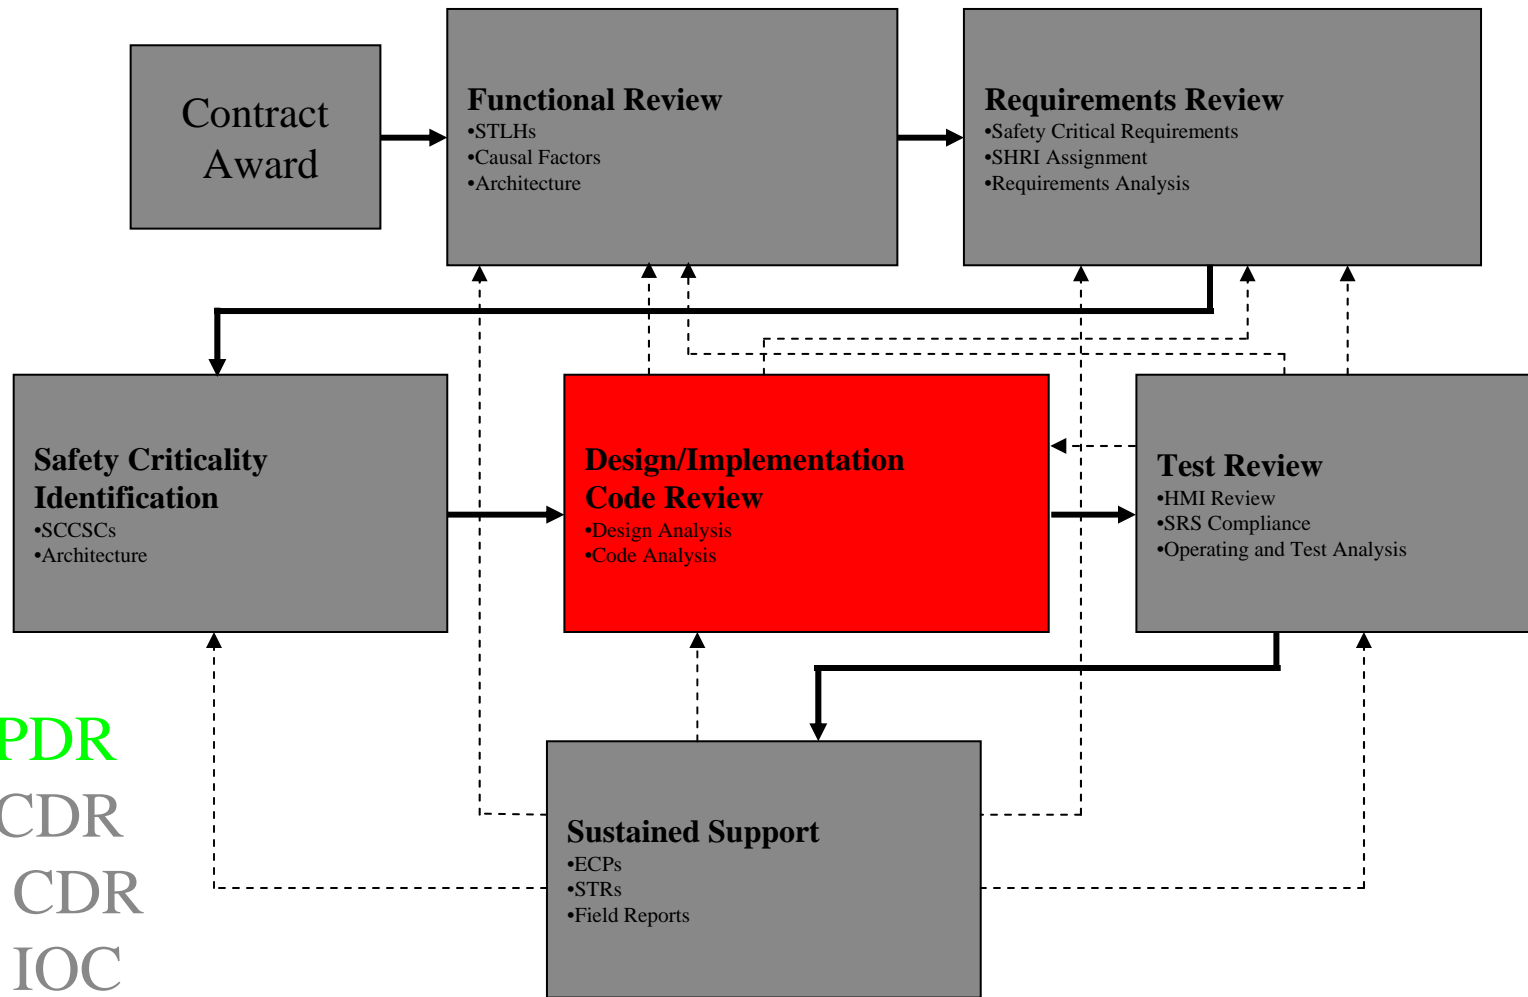 Contract
Award
Functional Review
•STLHs
•Causal Factors
•Architecture
Requirements Review
•Safety Critical Requirements
•SHRI Assignment
•Requirements Analysis
Safety Criticality
Identification
•SCCSCs
•Architecture
Design/Implementation
Code Review
•Design Analysis
•Code Analysis
Test Review
•HMI Review
•SRS Compliance
•Operating and Test Analysis
Sustained Support
•ECPs
•STRs
•Field Reports
PDR
CDR
CDR
IOC